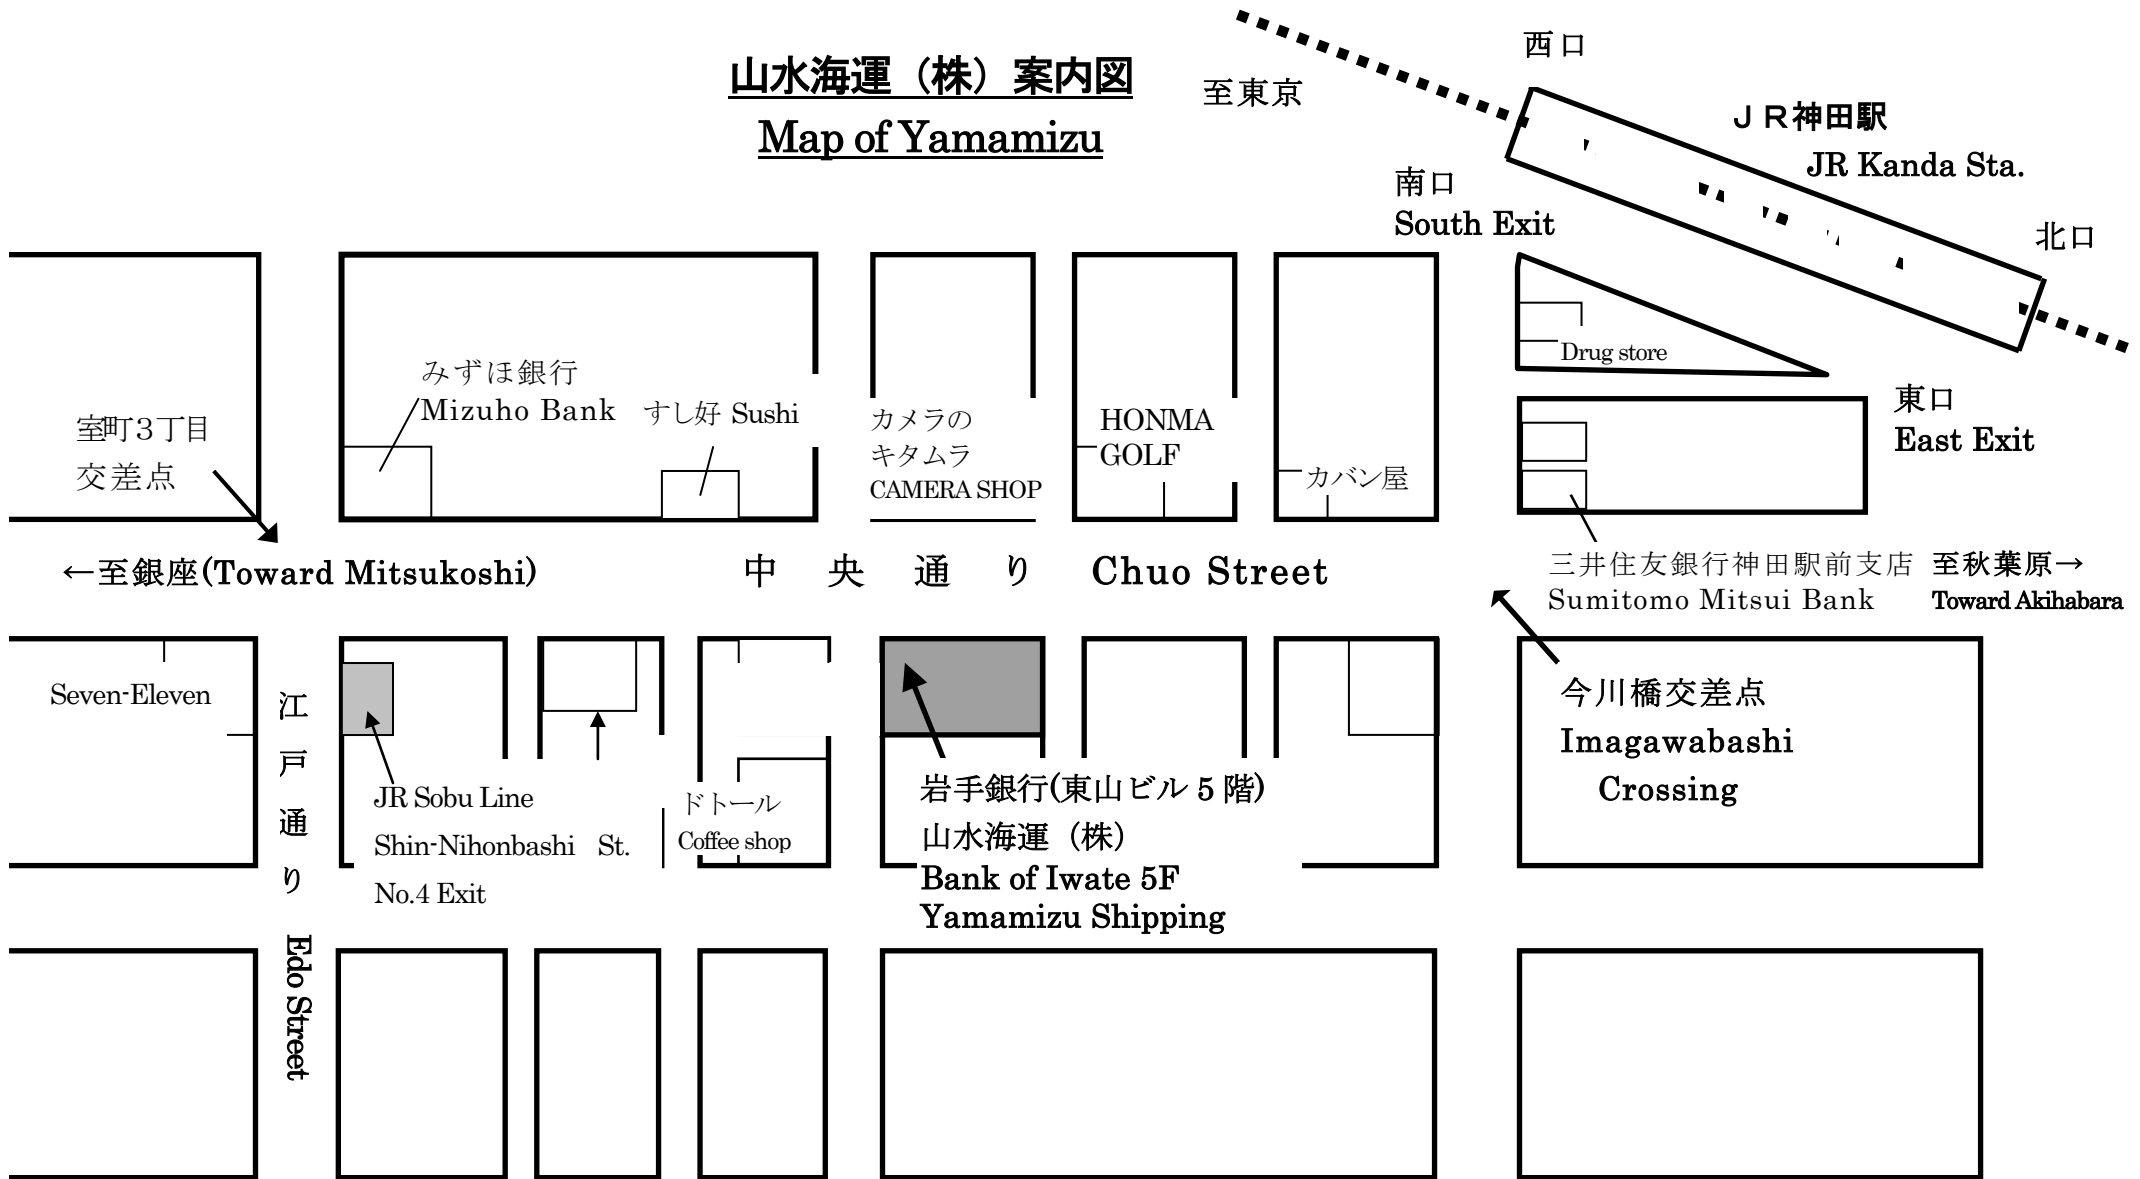 山水海運（株）案内図
Map of Yamamizu
西口
至東京
ＪＲ神田駅
JR Kanda Sta.
南口
South Exit
北口
Drug store
東口
East Exit
みずほ銀行
Mizuho Bank
すし好 Sushi
室町３丁目
交差点
カメラの
キタムラ
CAMERA SHOP
HONMA
GOLF
カバン屋
←至銀座(Toward Mitsukoshi)
中央通り Chuo Street
三井住友銀行神田駅前支店
Sumitomo Mitsui Bank
至秋葉原→
Toward Akihabara
Seven-Eleven
江戸通り Edo Street
JR Sobu Line
Shin-Nihonbashi St.
No.4 Exit
ドトール
Coffee shop
岩手銀行(東山ビル 5 階)
山水海運（株）
Bank of Iwate 5F
Yamamizu Shipping
今川橋交差点
Imagawabashi
Crossing